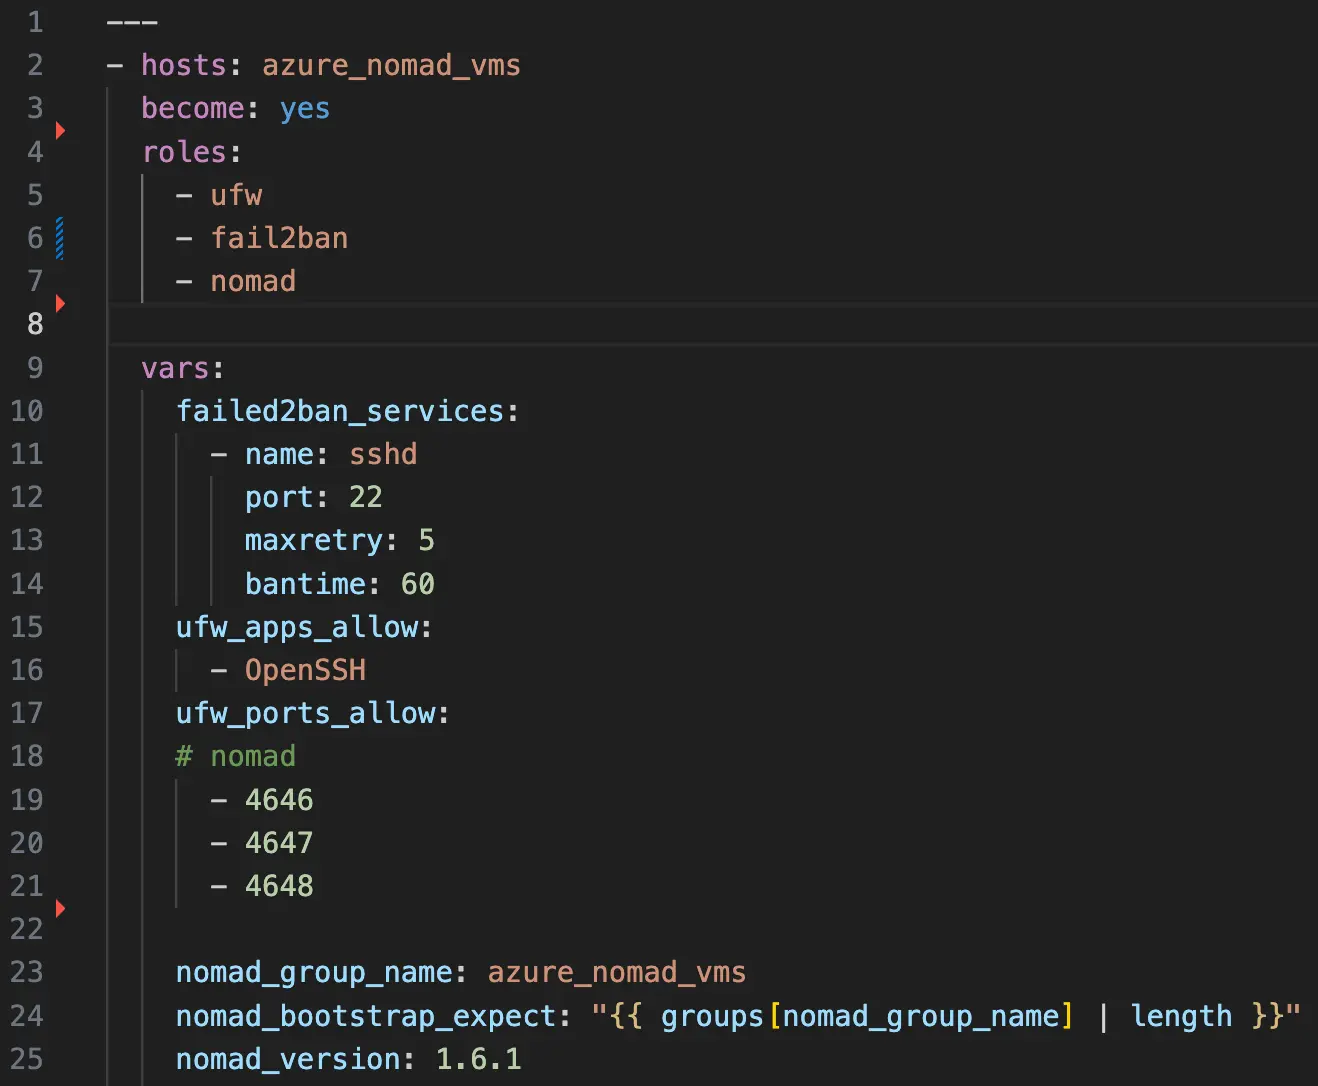 1 ---
2 - hosts: azure_nomad_vms
3   become: yes
4   roles:
5     - ufw
6     - fail2ban
7     - nomad
8
9   vars:
10     failed2ban_services:
11       - name: sshd
12         port: 22
13         maxretry: 5
14         bantime: 60
15     ufw_apps_allow:
16       - OpenSSH
17     ufw_ports_allow:
18     # nomad
19       - 4646
20       - 4647
21       - 4648
22
23     nomad_group_name: azure_nomad_vms
24     nomad_bootstrap_expect: "{{ groups[nomad_group_name] | length }}"
25     nomad_version: 1.6.1